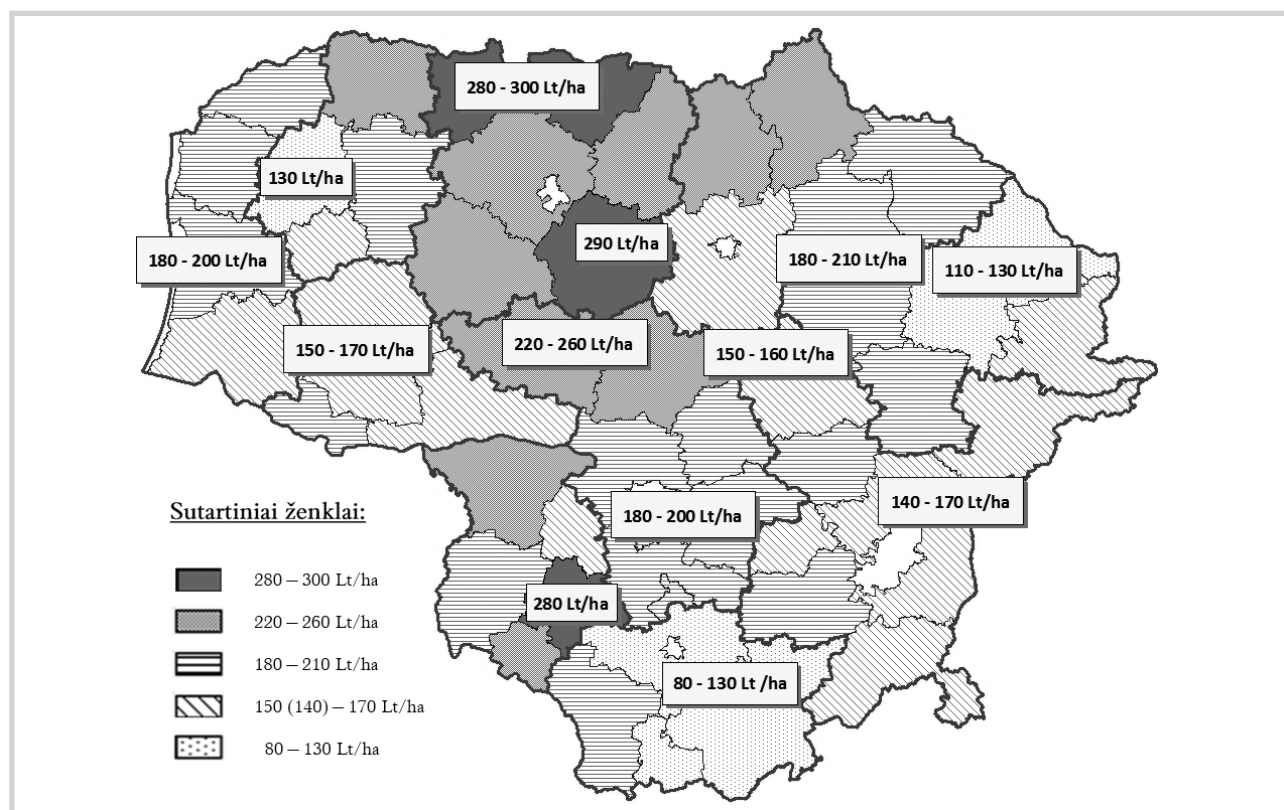 280 - 300 Lt/ha
130 Lt/ha
290 Lt/ha
180 - 200 Lt/ha
180 - 210 Lt/ha
110 - 130 Lt/ha
150 - 170 Lt/ha
220 - 260 Lt/ha
150 - 160 Lt/ha
180 - 200 Lt/ha
140 - 170 Lt/ha
280 Lt/ha
80 - 130 Lt /ha
Sutartiniai ženklai:
280 – 300 Lt/ha
220 – 260 Lt/ha
180 – 210 Lt/ha
150 (140) – 170 Lt/ha
80 – 130 Lt/ha